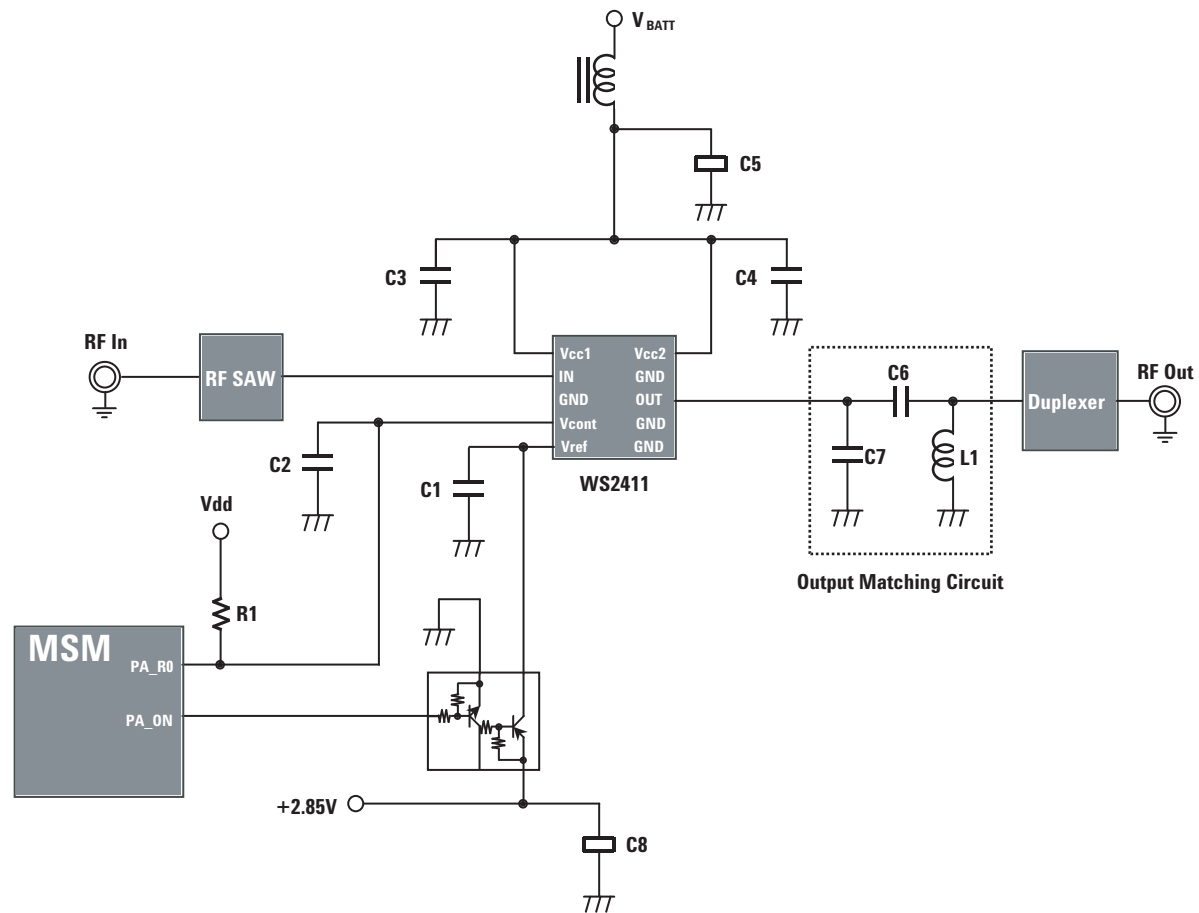 V BATT
C5
C3
C4
RF In
RF SAW
Vcc1
Vcc2
IN
GND
GND
OUT
Vcont
GND
Vref
GND
WS2411
C6
C7
L1
Duplexer
RF Out
Output Matching Circuit
C2
C1
Vdd
R1
MSM
PA_R0
PA_ON
+2.85V
C8